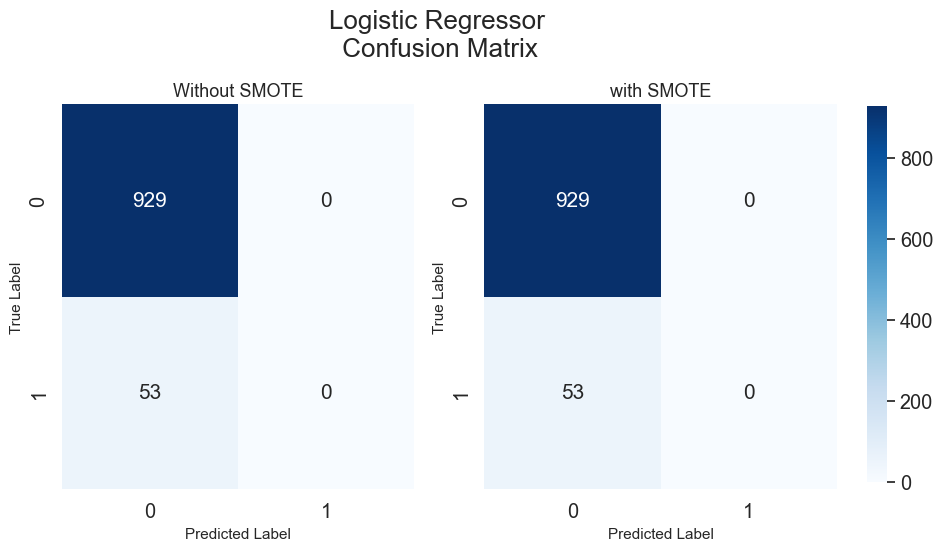 Logistic Regressor
Confusion Matrix
Without SMOTE
with SMOTE
0
929
0
1
53
0
True Label
0
1
Predicted Label
0
929
0
1
53
0
True Label
0
1
Predicted Label
800
600
400
200
0